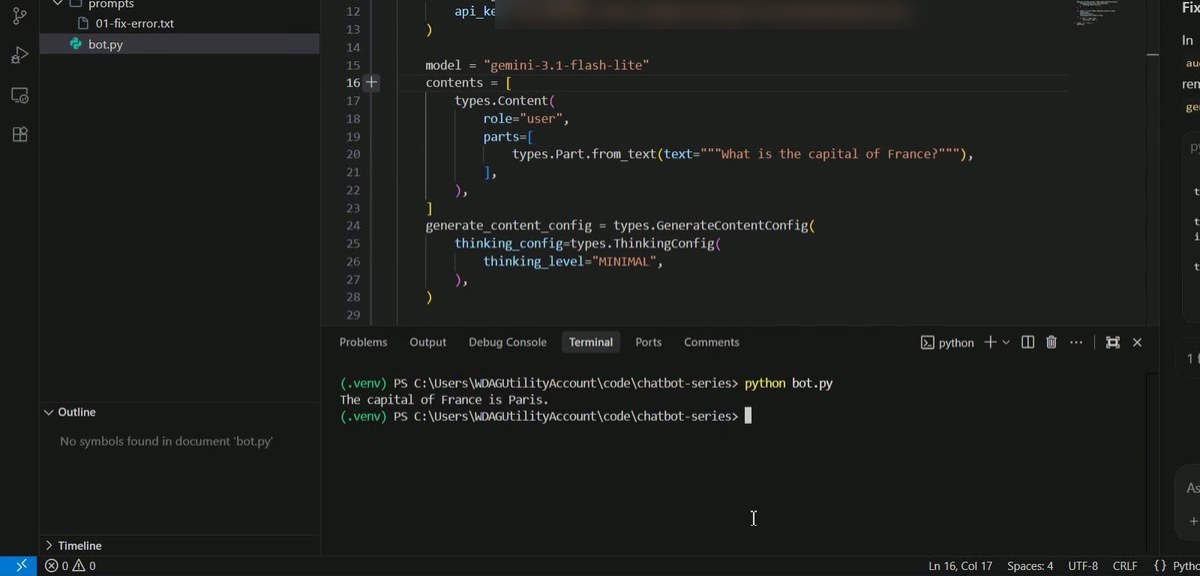 prompts
01-fix-error.txt
bot.py
12 api_ke
13 )
14
15 model = "gemini-3.1-flash-lite"
16 contents = [
17 types.Content(
18 role="user",
19 parts=[
20 types.Part.from_text(text="""What is the capital of France?"""),
21 ],
22 ),
23 ]
24 generate_content_config = types.GenerateContentConfig(
25 thinking_config=types.ThinkingConfig(
26 thinking_level="MINIMAL",
27 ),
28 )
29
Problems Output Debug Console Terminal Ports Comments
python
(.venv) PS C:\Users\WDAGUtilityAccount\code\chatbot-series> python bot.py
The capital of France is Paris.
(.venv) PS C:\Users\WDAGUtilityAccount\code\chatbot-series>
Outline
No symbols found in document 'bot.py'
Timeline
0 0
Ln 16, Col 17 Spaces: 4 UTF-8 CRLF {} Pytho
Fix
In
1 f
As